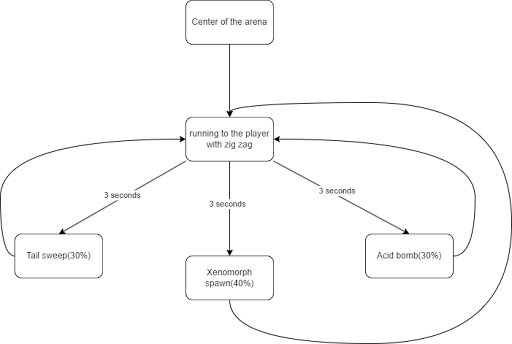 Center of the arena
running to the player
with zig zag
3 seconds
3 seconds
3 seconds
Tail sweep(30%)
Xenomorph
spawn(40%)
Acid bomb(30%)